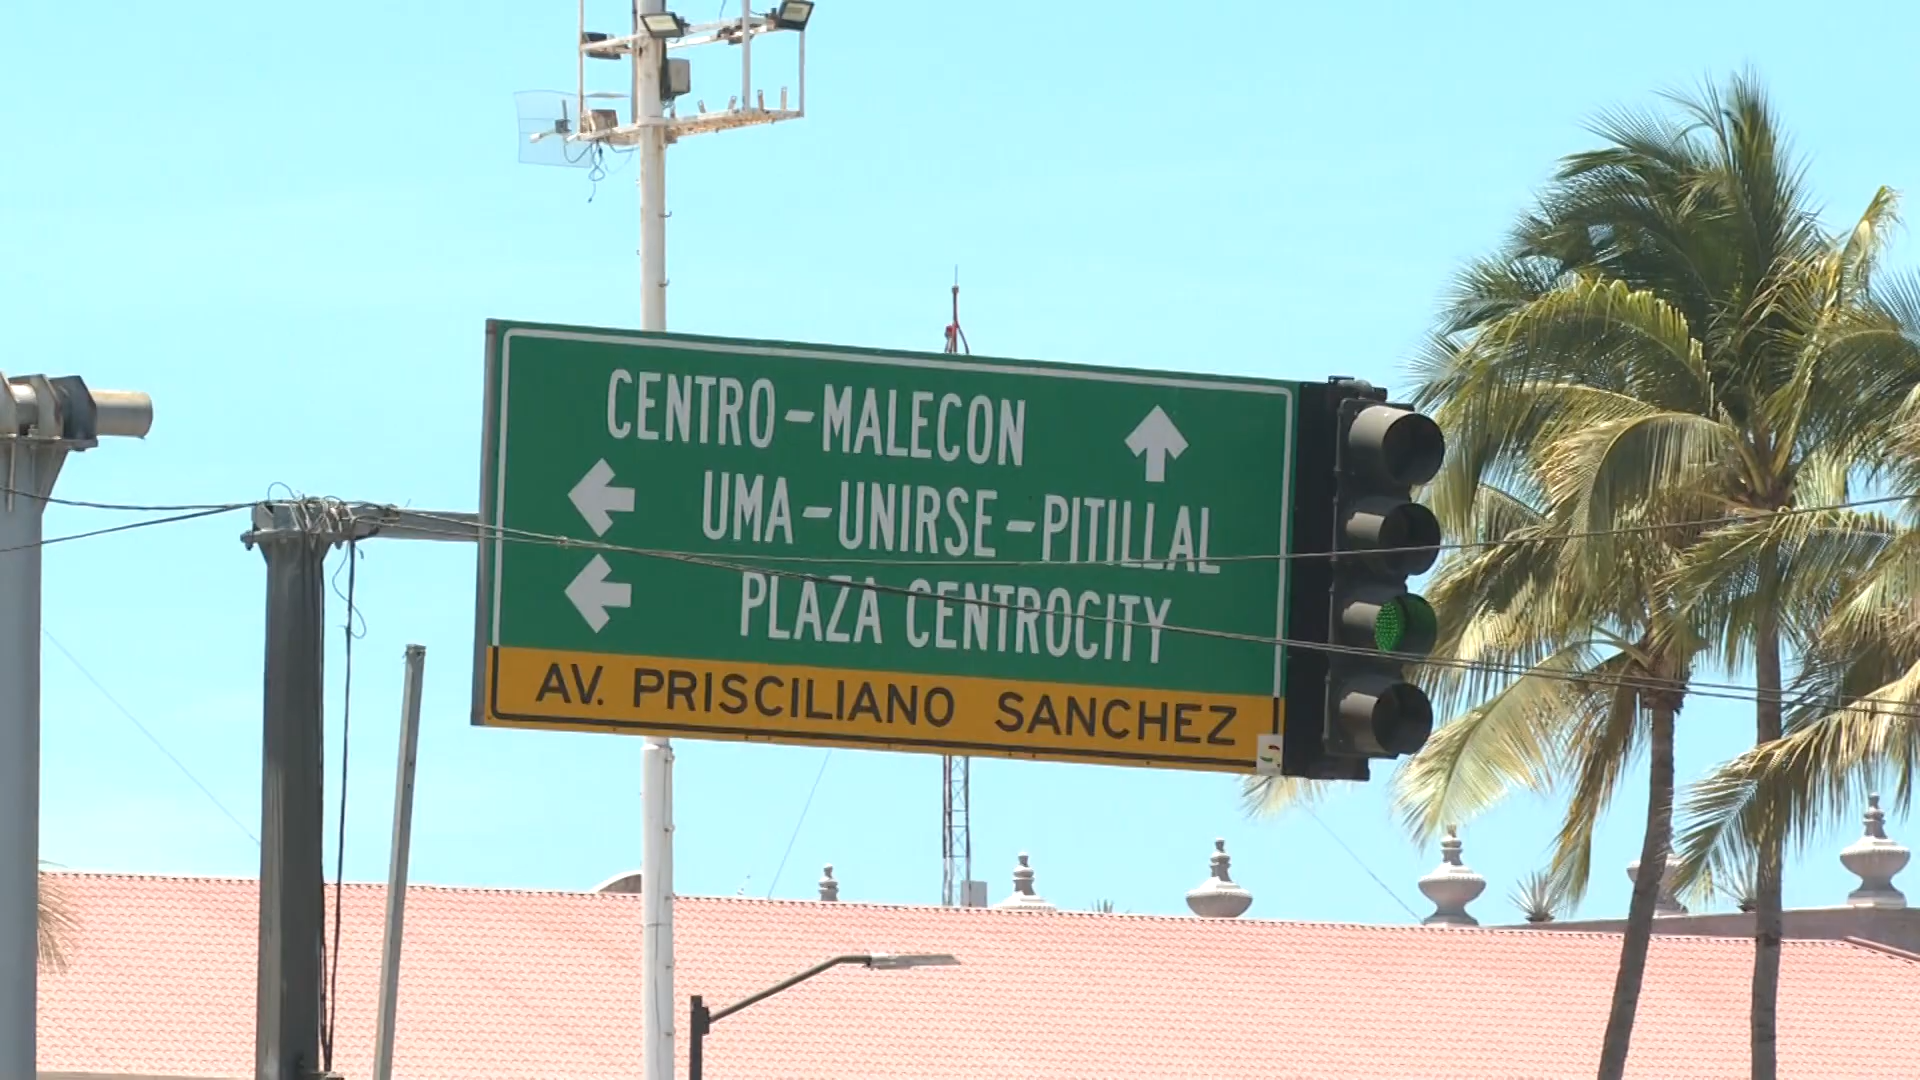 CENTRO-MALECON
UMA-UNIRSE-PITILLAL
PLAZA CENTROCITY
AV. PRISCILIANO SANCHEZ